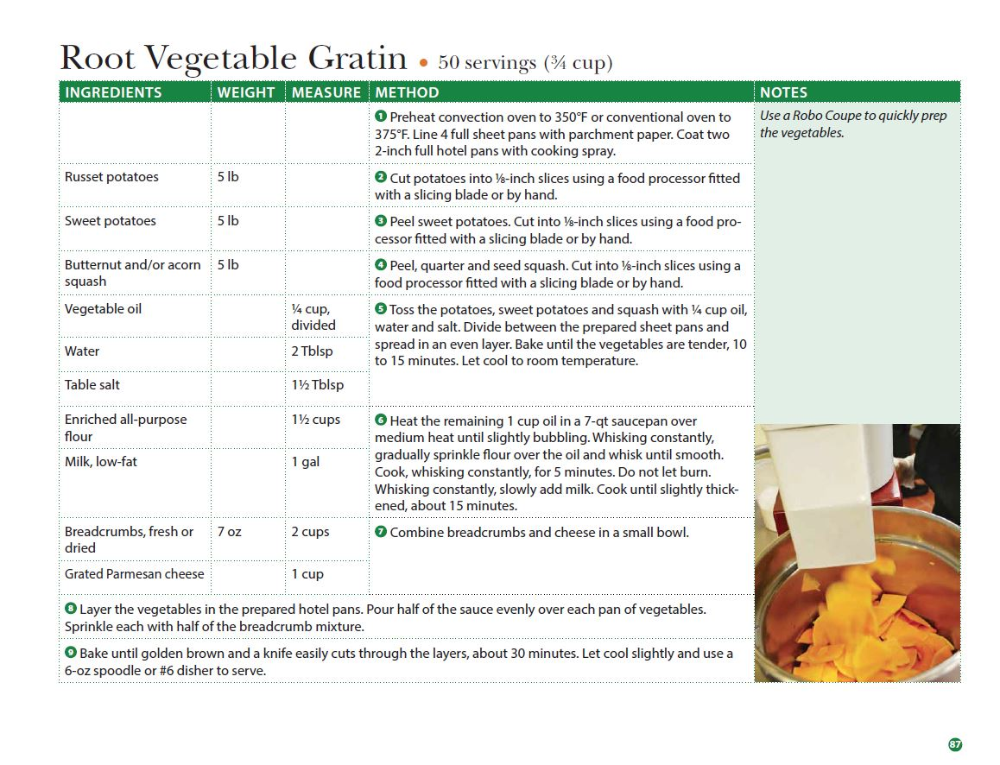 Root Vegetable Gratin • 50 servings (¾ cup)
INGREDIENTS WEIGHT MEASURE METHOD NOTES
❶ Preheat convection oven to 350°F or conventional oven to
375°F. Line 4 full sheet pans with parchment paper. Coat two
2-inch full hotel pans with cooking spray.
Use a Robo Coupe to quickly prep
the vegetables.
Russet potatoes 5 lb
❷ Cut potatoes into ⅛-inch slices using a food processor fitted
with a slicing blade or by hand.
Sweet potatoes 5 lb
❸ Peel sweet potatoes. Cut into ⅛-inch slices using a food pro-
cessor fitted with a slicing blade or by hand.
Butternut and/or acorn
squash
5 lb
❹ Peel, quarter and seed squash. Cut into ⅛-inch slices using a
food processor fitted with a slicing blade or by hand.
Vegetable oil
¼ cup,
divided
Water 2 Tblsp
Table salt 1½ Tblsp
❺ Toss the potatoes, sweet potatoes and squash with ¼ cup oil,
water and salt. Divide between the prepared sheet pans and
spread in an even layer. Bake until the vegetables are tender, 10
to 15 minutes. Let cool to room temperature.
Enriched all-purpose
flour
1½ cups
Milk, low-fat 1 gal
❻ Heat the remaining 1 cup oil in a 7-qt saucepan over
medium heat until slightly bubbling. Whisking constantly,
gradually sprinkle flour over the oil and whisk until smooth.
Cook, whisking constantly, for 5 minutes. Do not let burn.
Whisking constantly, slowly add milk. Cook until slightly thick-
ened, about 15 minutes.
Breadcrumbs, fresh or
dried
7 oz 2 cups
Grated Parmesan cheese 1 cup
❼ Combine breadcrumbs and cheese in a small bowl.
❽ Layer the vegetables in the prepared hotel pans. Pour half of the sauce evenly over each pan of vegetables.
Sprinkle each with half of the breadcrumb mixture.
❾ Bake until golden brown and a knife easily cuts through the layers, about 30 minutes. Let cool slightly and use a
6-oz spoodle or #6 disher to serve.
87